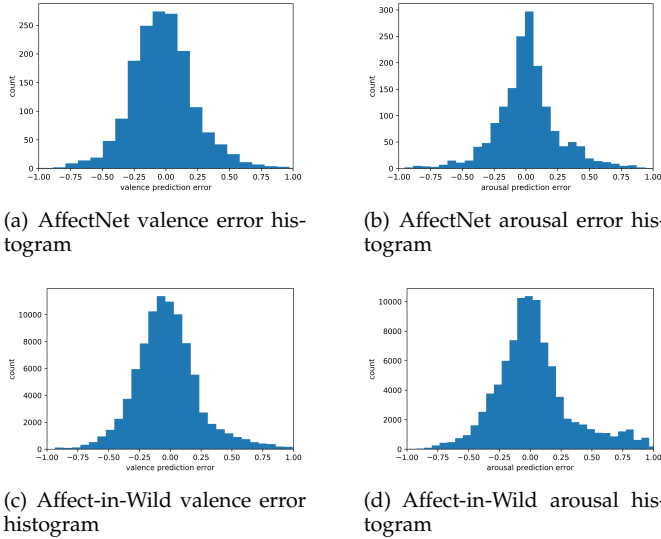 250
200
150
100
50
0
count
−1.00 −0.75 −0.50 −0.25 0.00 0.25 0.50 0.75 1.00
valence prediction error
(a) AffectNet valence error his-
togram
300
250
200
150
100
50
0
count
−1.00 −0.75 −0.50 −0.25 0.00 0.25 0.50 0.75 1.00
arousal prediction error
(b) AffectNet arousal error his-
togram
10000
8000
6000
4000
2000
0
count
−1.00 −0.75 −0.50 −0.25 0.00 0.25 0.50 0.75 1.00
valence prediction error
(c) Affect-in-Wild valence error
histogram
10000
8000
6000
4000
2000
0
count
−1.00 −0.75 −0.50 −0.25 0.00 0.25 0.50 0.75 1.00
arousal prediction error
(d) Affect-in-Wild arousal his-
togram